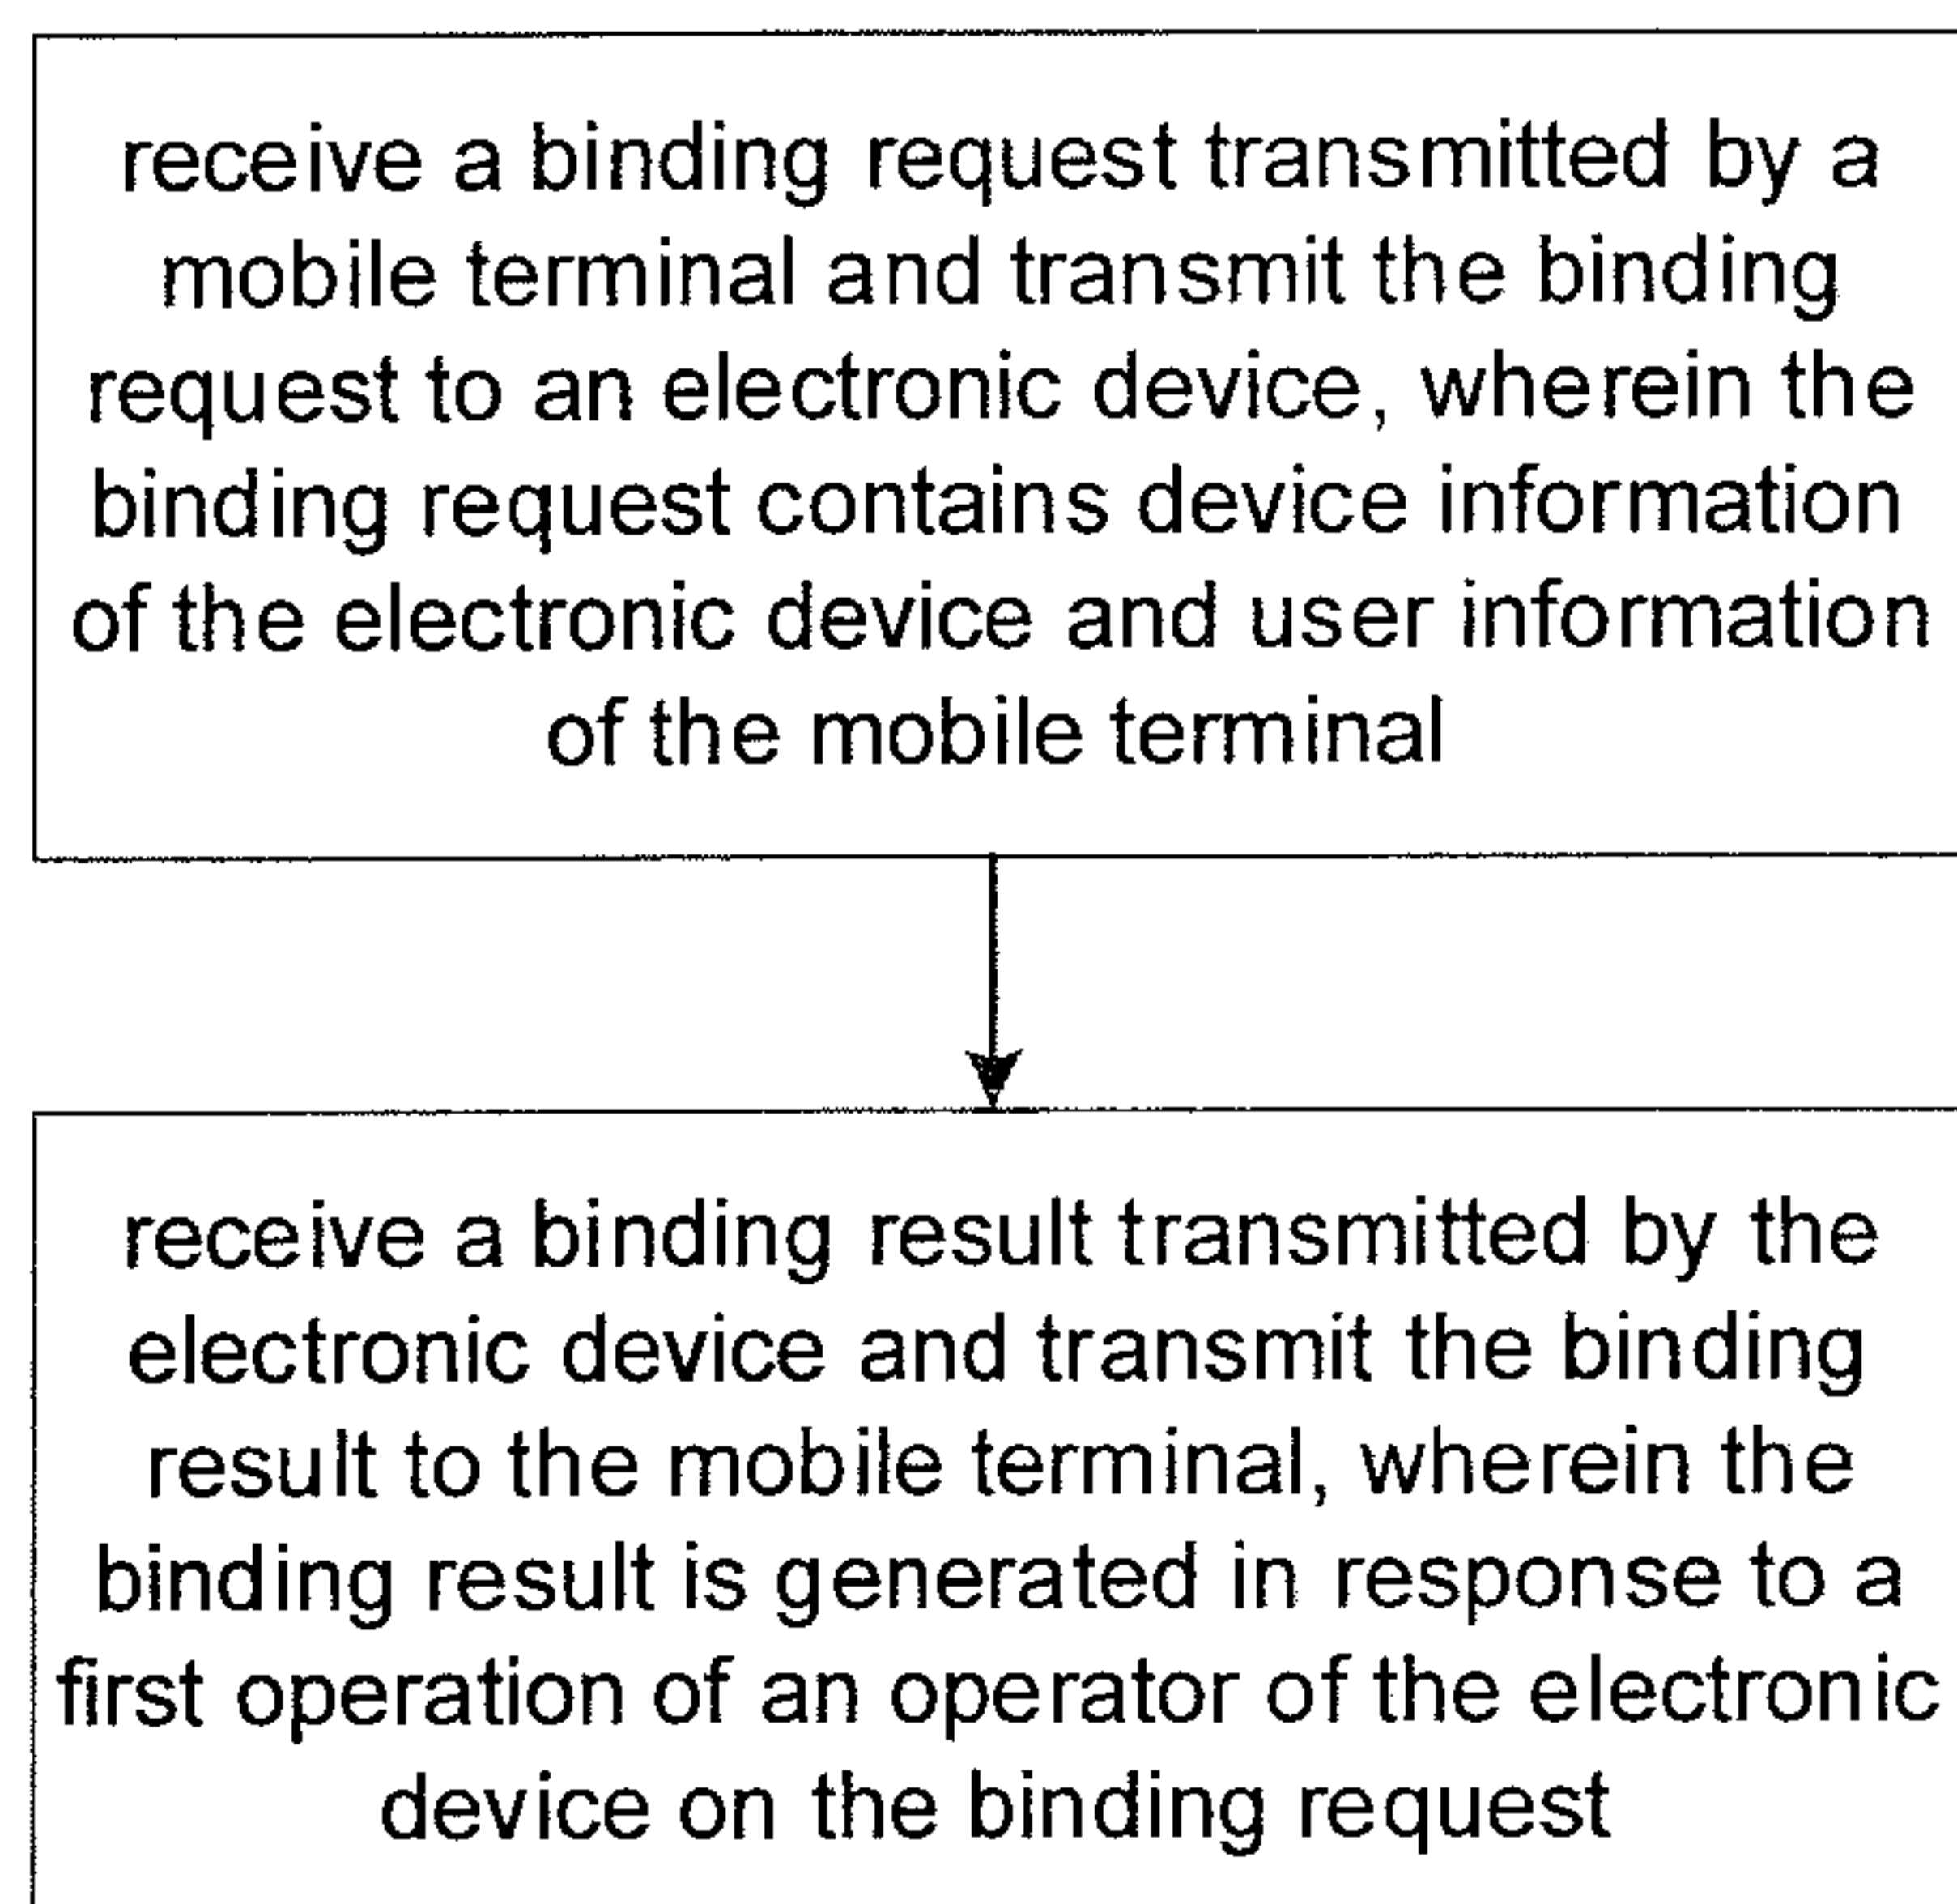 receive a binding request transmitted by a
mobile terminal and transmit the binding
request to an electronic device, wherein the
binding request contains device information
of the electronic device and user information
of the mobile terminal
receive a binding result transmitted by the
electronic device and transmit the binding
result to the mobile terminal, wherein the
binding result is generated in response to a
first operation of an operator of the electronic
device on the binding request